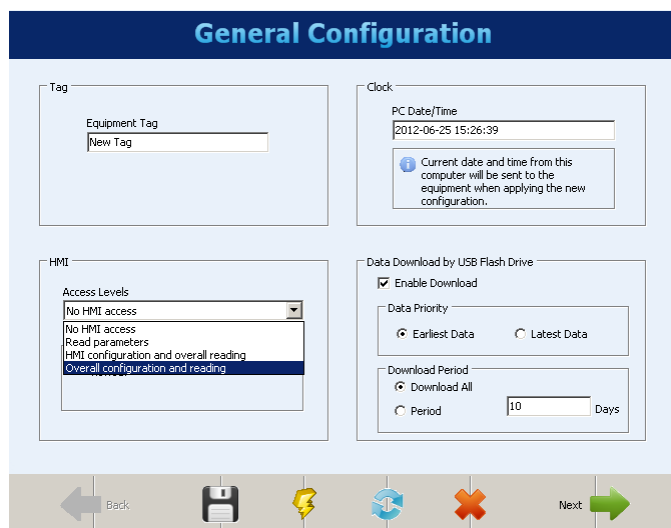 General Configuration
Tag
Equipment Tag
New Tag
Clock
PC Date/Time
2012-06-25 15:26:39
Current date and time from this
computer will be sent to the
equipment when applying the new
configuration.
HMI
Access Levels
No HMI access
No HMI access
Read parameters
HMI configuration and overall reading
Overall configuration and reading
Data Download by USB Flash Drive
Enable Download
Data Priority
Earliest Data
Latest Data
Download Period
Download All
Period
10
Days
Back
Next